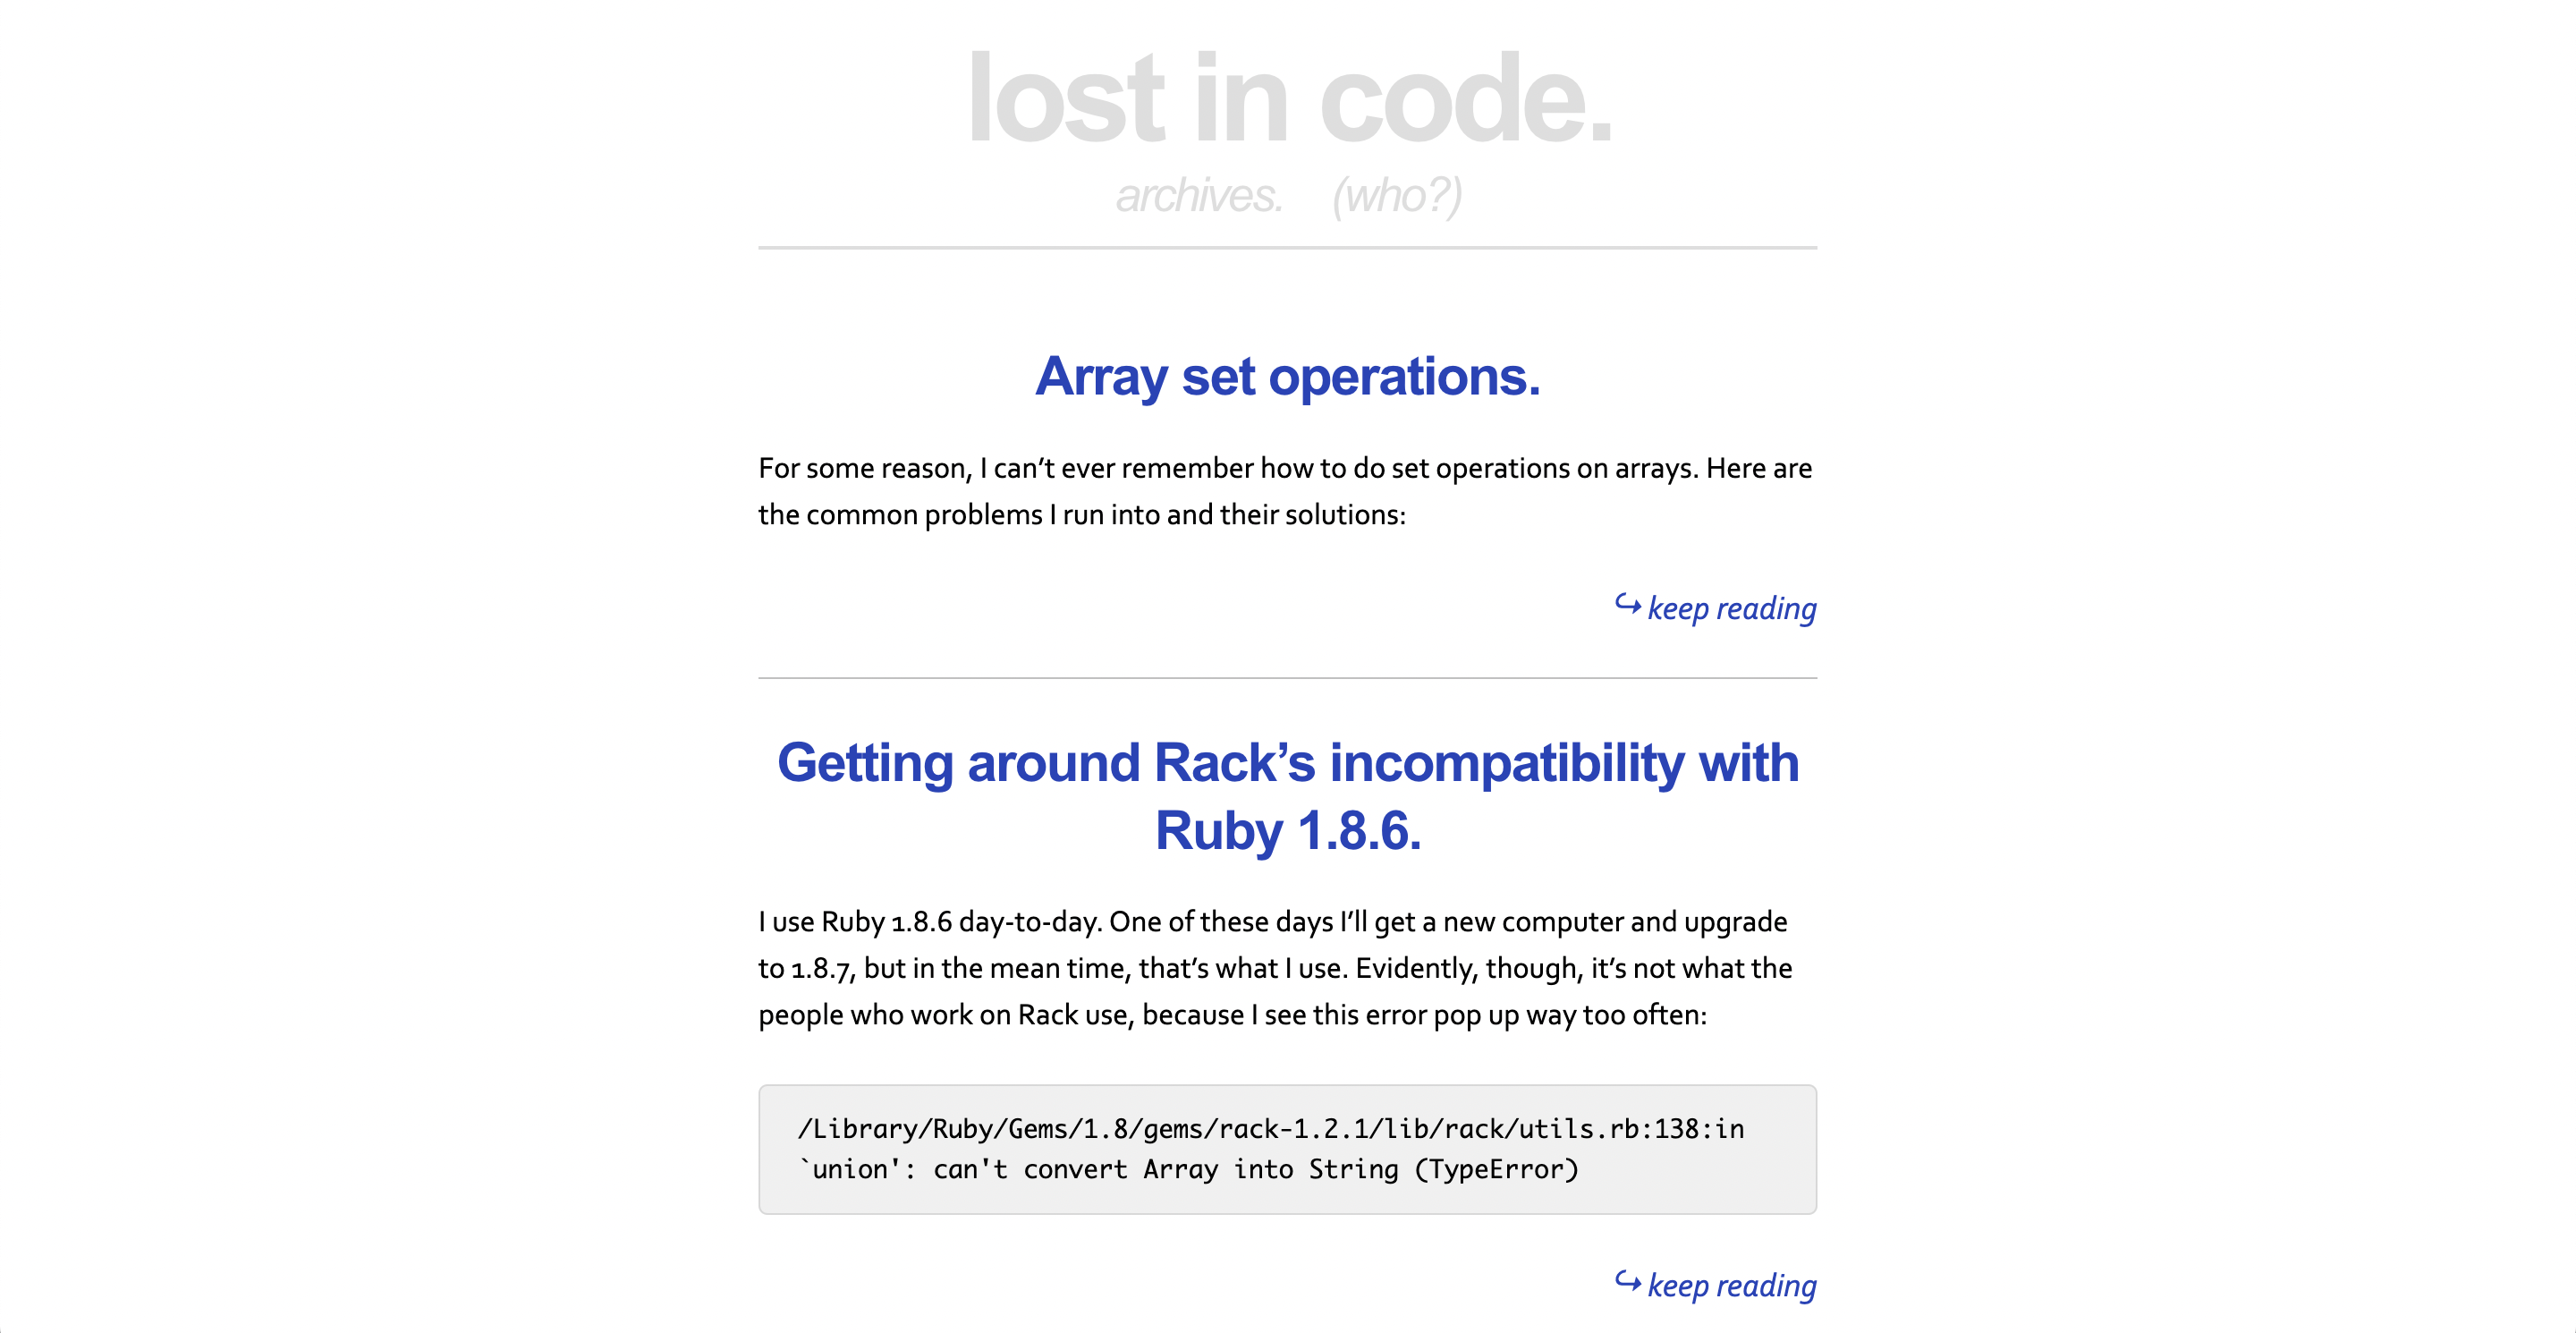 lost in code.
archives. (who?)
Array set operations.
For some reason, I can’t ever remember how to do set operations on arrays. Here are
the common problems I run into and their solutions:
↪ keep reading
Getting around Rack’s incompatibility with
Ruby 1.8.6.
I use Ruby 1.8.6 day-to-day. One of these days I’ll get a new computer and upgrade
to 1.8.7, but in the mean time, that’s what I use. Evidently, though, it’s not what the
people who work on Rack use, because I see this error pop up way too often:
/Library/Ruby/Gems/1.8/gems/rack-1.2.1/lib/rack/utils.rb:138:in
`union': can't convert Array into String (TypeError)
↪ keep reading